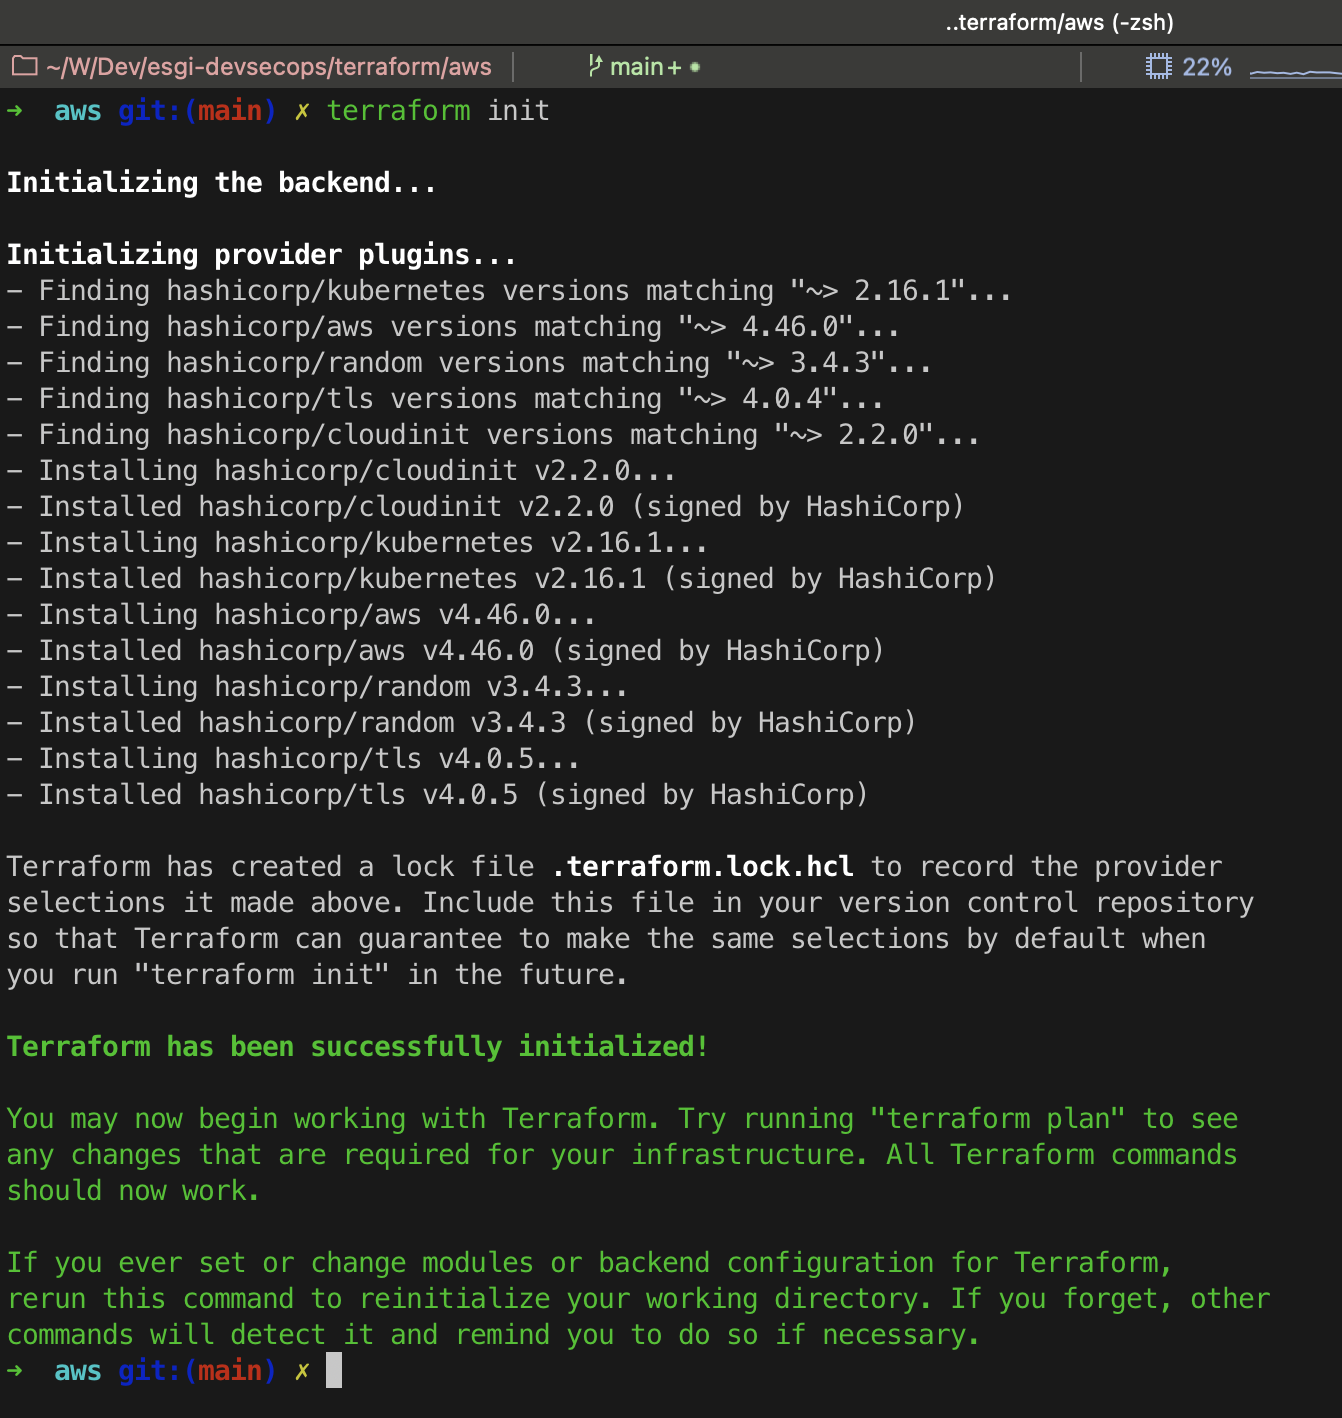 ..terraform/aws (-zsh)
~/W/Dev/esgi-devsecops/terraform/aws main+ ● 22%
➜ aws git:(main) ✗ terraform init
Initializing the backend...
Initializing provider plugins...
– Finding hashicorp/kubernetes versions matching "~> 2.16.1"...
– Finding hashicorp/aws versions matching "~> 4.46.0"...
– Finding hashicorp/random versions matching "~> 3.4.3"...
– Finding hashicorp/tls versions matching "~> 4.0.4"...
– Finding hashicorp/cloudinit versions matching "~> 2.2.0"...
– Installing hashicorp/cloudinit v2.2.0...
– Installed hashicorp/cloudinit v2.2.0 (signed by HashiCorp)
– Installing hashicorp/kubernetes v2.16.1...
– Installed hashicorp/kubernetes v2.16.1 (signed by HashiCorp)
– Installing hashicorp/aws v4.46.0...
– Installed hashicorp/aws v4.46.0 (signed by HashiCorp)
– Installing hashicorp/random v3.4.3...
– Installed hashicorp/random v3.4.3 (signed by HashiCorp)
– Installing hashicorp/tls v4.0.5...
– Installed hashicorp/tls v4.0.5 (signed by HashiCorp)
Terraform has created a lock file .terraform.lock.hcl to record the provider
selections it made above. Include this file in your version control repository
so that Terraform can guarantee to make the same selections by default when
you run "terraform init" in the future.
Terraform has been successfully initialized!
You may now begin working with Terraform. Try running "terraform plan" to see
any changes that are required for your infrastructure. All Terraform commands
should now work.
If you ever set or change modules or backend configuration for Terraform,
rerun this command to reinitialize your working directory. If you forget, other
commands will detect it and remind you to do so if necessary.
➜ aws git:(main) ✗